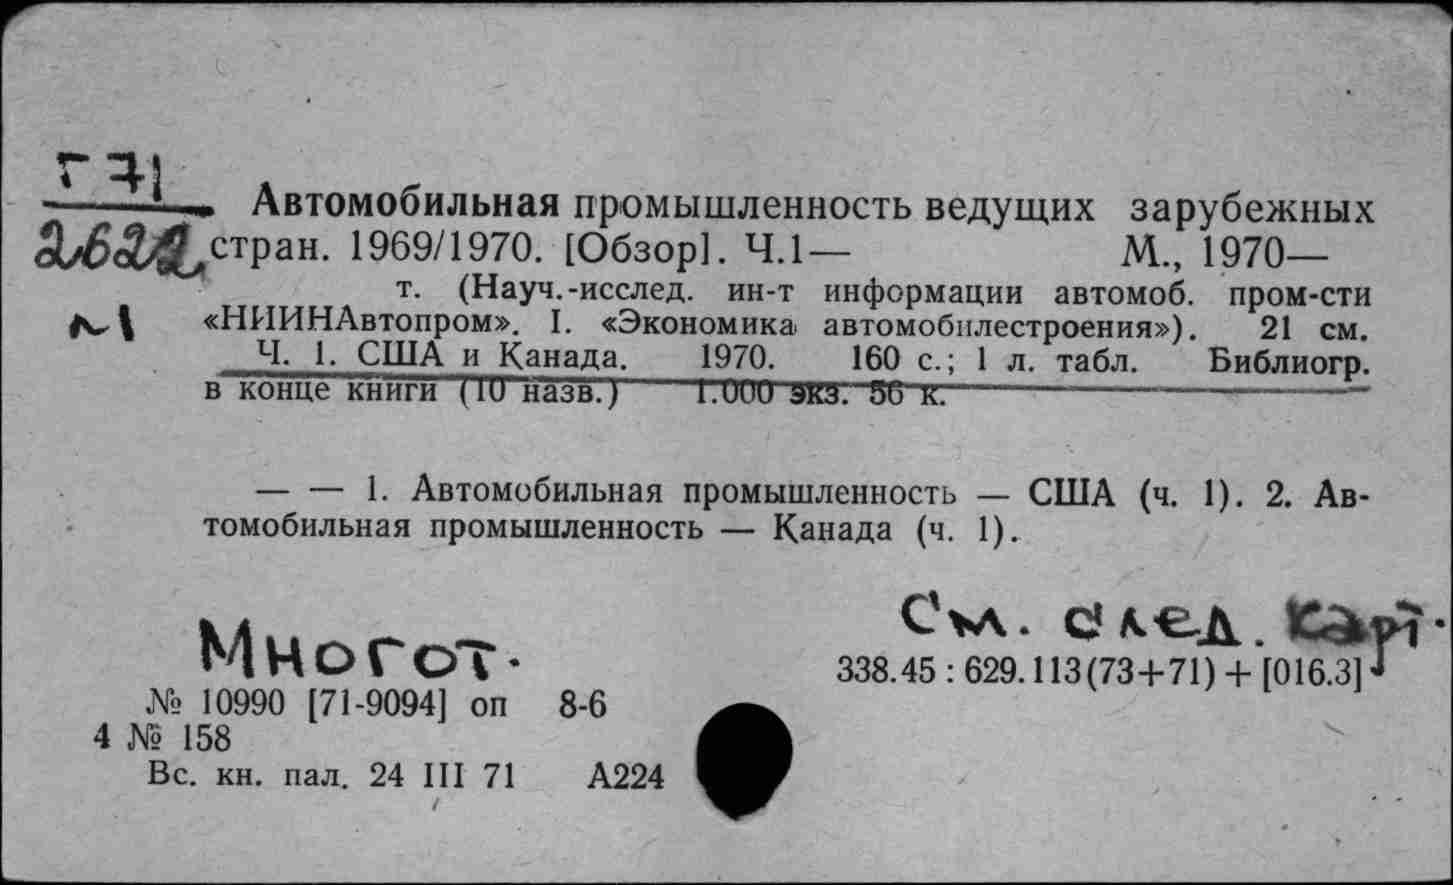 Г 71
Автомобильная промышленность ведущих зарубежных
стран. 1969/1970. [Обзор]. Ч.1— М., 1970—
т. (Науч.-исслед. ин-т информации автомоб. пром-сти
«НИИНАвтопром». I. «Экономика автомобилестроения»). 21 см.
Ч. 1. США и Канада. 1970. 160 с.; 1 л. табл. Библиогр.
в конце книги (10 назв.) 1.000 экз. 56 к.
— — 1. Автомобильная промышленность — США (ч. 1). 2. Ав-
томобильная промышленность — Канада (ч. 1).
См. след. карт.
Многот.
338.45 : 629.113(73+71) + [016.3]
№ 10990 [71-9094] оп 8-6
4 № 158
Вс. кн. пал. 24 III 71 А224